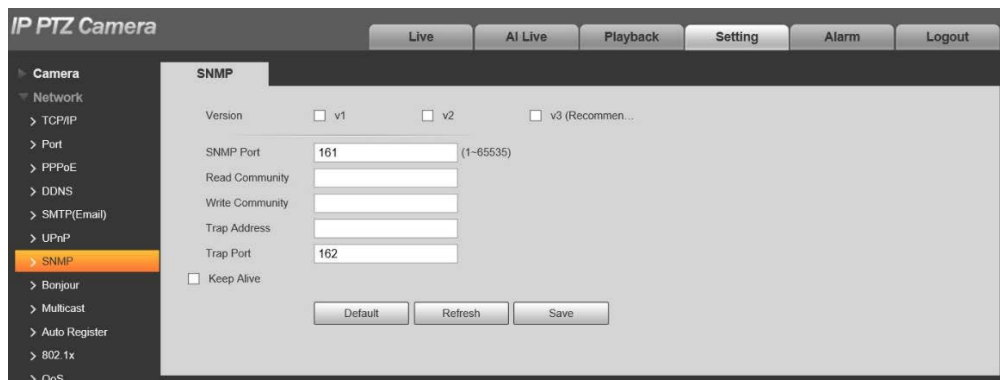 IP PTZ Camera
Live
AI Live
Playback
Setting
Alarm
Logout
Camera
Network
TCP/IP
Port
PPPoE
DDNS
SMTP(Email)
UPnP
SNMP
Bonjour
Multicast
Auto Register
802.1x
QoS
SNMP
Version v1 v2 v3 (Recommen...
SNMP Port 161 (1~65535)
Read Community
Write Community
Trap Address
Trap Port 162
Keep Alive
Default Refresh Save